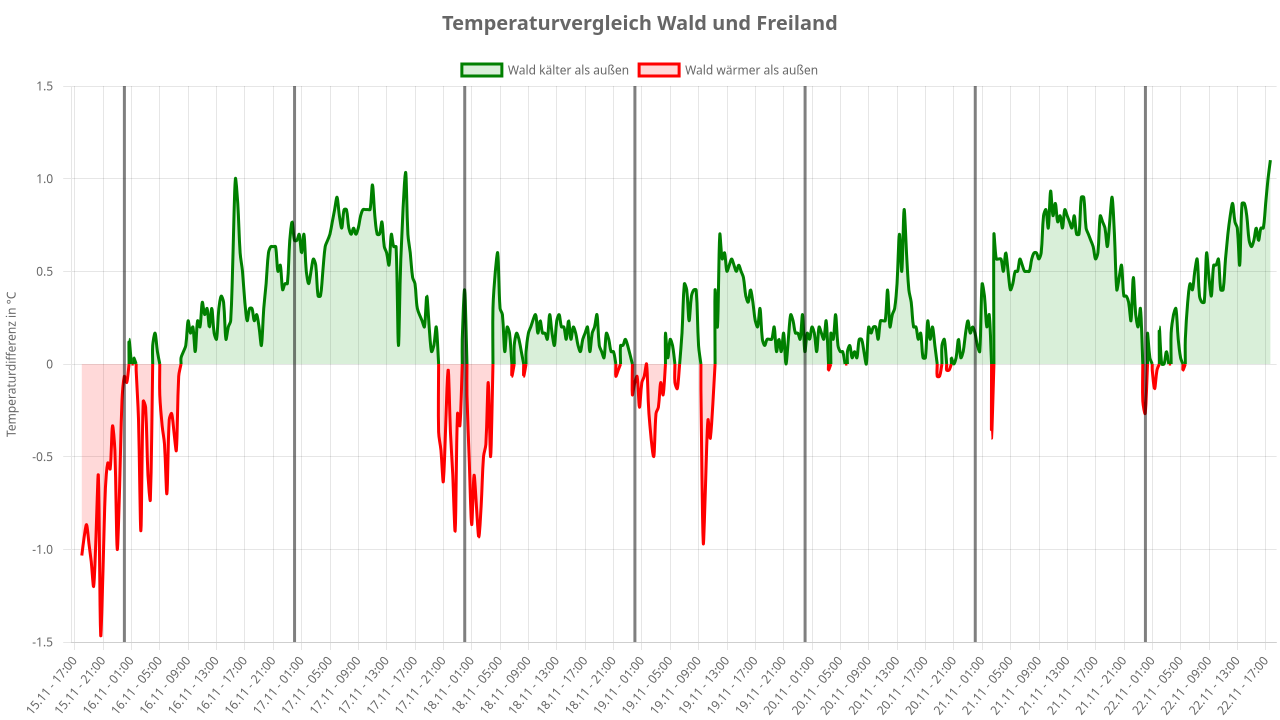 Temperaturvergleich Wald und Freiland
Wald kälter als außen
Wald wärmer als außen
Temperaturdifferenz in °C
1.5
1.0
0.5
0
-0.5
-1.0
-1.5
15.11 - 17:00
15.11 - 21:00
16.11 - 01:00
16.11 - 05:00
16.11 - 09:00
16.11 - 13:00
16.11 - 17:00
16.11 - 21:00
17.11 - 01:00
17.11 - 05:00
17.11 - 09:00
17.11 - 13:00
17.11 - 17:00
17.11 - 21:00
18.11 - 01:00
18.11 - 05:00
18.11 - 09:00
18.11 - 13:00
18.11 - 17:00
18.11 - 21:00
19.11 - 01:00
19.11 - 05:00
19.11 - 09:00
19.11 - 13:00
19.11 - 17:00
19.11 - 21:00
20.11 - 01:00
20.11 - 05:00
20.11 - 09:00
20.11 - 13:00
20.11 - 17:00
20.11 - 21:00
21.11 - 01:00
21.11 - 05:00
21.11 - 09:00
21.11 - 13:00
21.11 - 17:00
21.11 - 21:00
22.11 - 01:00
22.11 - 05:00
22.11 - 09:00
22.11 - 13:00
22.11 - 17:00